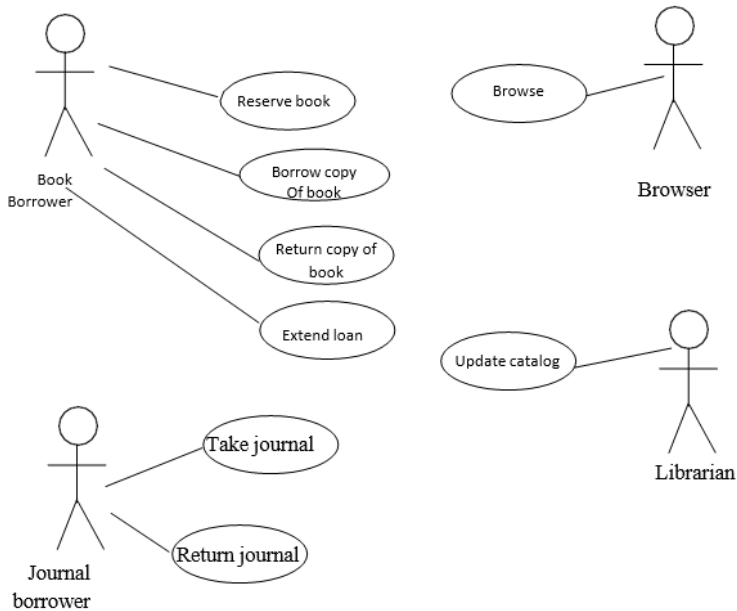 Reserve book
Borrow copy
Of book
Return copy of
book
Extend loan
Book
Borrower
Browse
Browser
Update catalog
Librarian
Take journal
Return journal
Journal
borrower